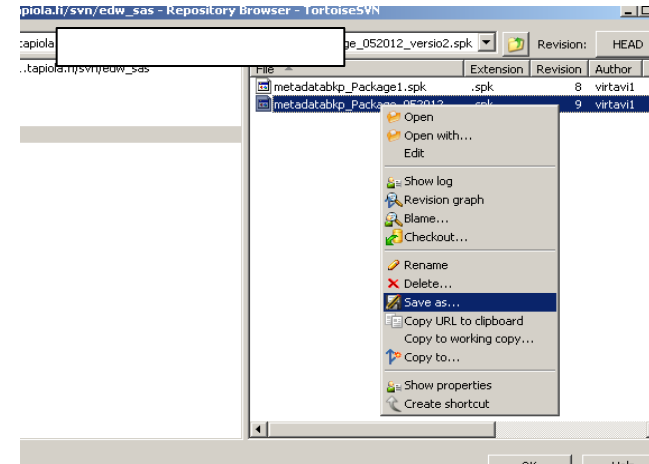 piola.fi/svn/edw_sas - Repository Browser - TortoiseSVN
tapiola ge_052012_versio2.spk Revision: HEAD
..tapiola.fi/svn/edw_sas
File Extension Revision Author
metadatabkp_Package1.spk .spk 8 virtavi1
metadatabkp_Package_052012 .spk 9 virtavi1
Open
Open with...
Edit
Show log
Revision graph
Blame...
Checkout...
Rename
Delete...
Save as...
Copy URL to clipboard
Copy to working copy...
Copy to...
Show properties
Create shortcut